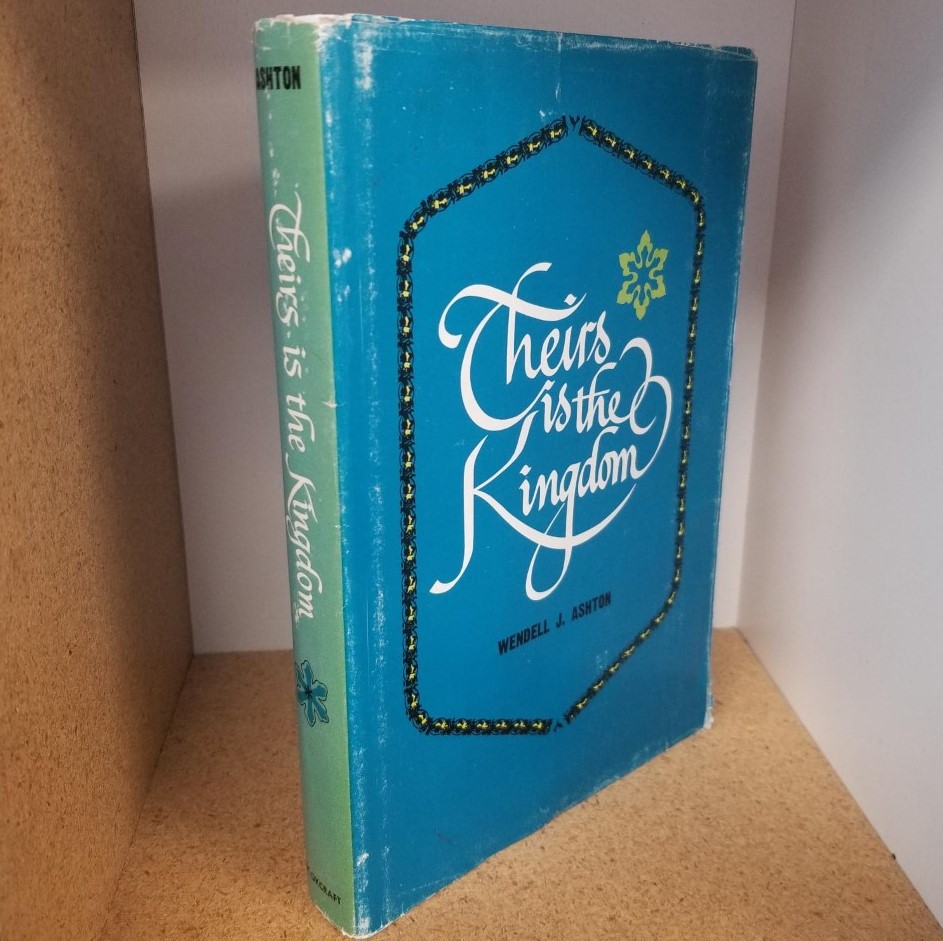 ASHTON
Theirs is the Kingdom
Theirs
is the
Kingdom
WENDELL J. ASHTON